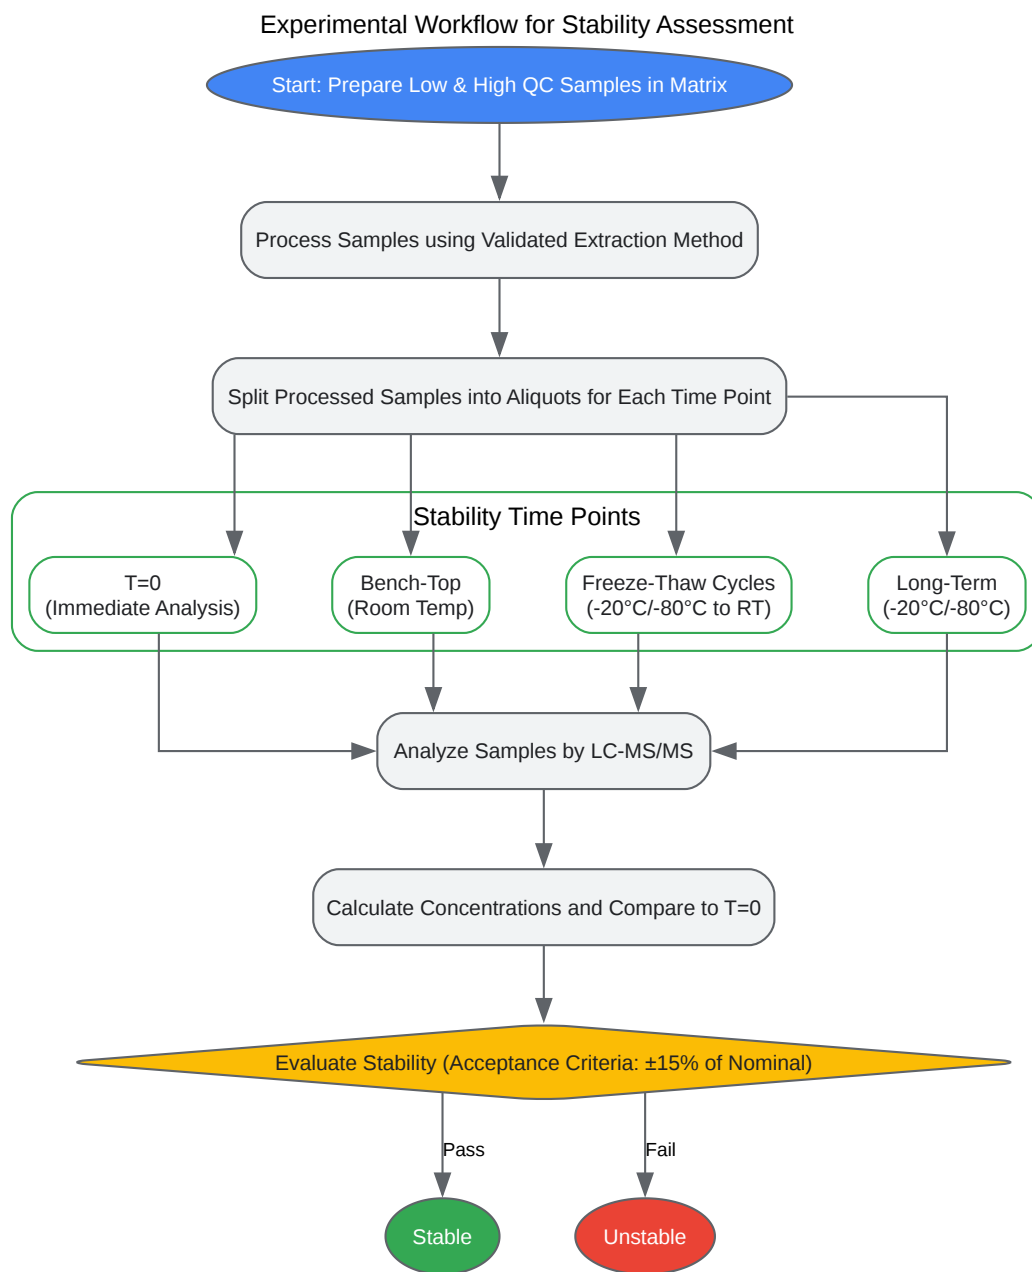 Experimental Workflow for Stability Assessment
Start: Prepare Low & High QC Samples in Matrix
Process Samples using Validated Extraction Method
Split Processed Samples into Aliquots for Each Time Point
Stability Time Points
T=0
(Immediate Analysis)
Bench-Top
(Room Temp)
Freeze-Thaw Cycles
(-20°C/-80°C to RT)
Long-Term
(-20°C/-80°C)
Analyze Samples by LC-MS/MS
Calculate Concentrations and Compare to T=0
Evaluate Stability (Acceptance Criteria: ±15% of Nominal)
Pass
Fail
Stable
Unstable